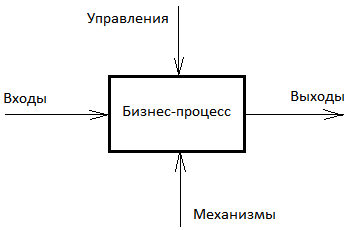 Управления
Входы
Бизнес-процесс
Выходы
Механизмы